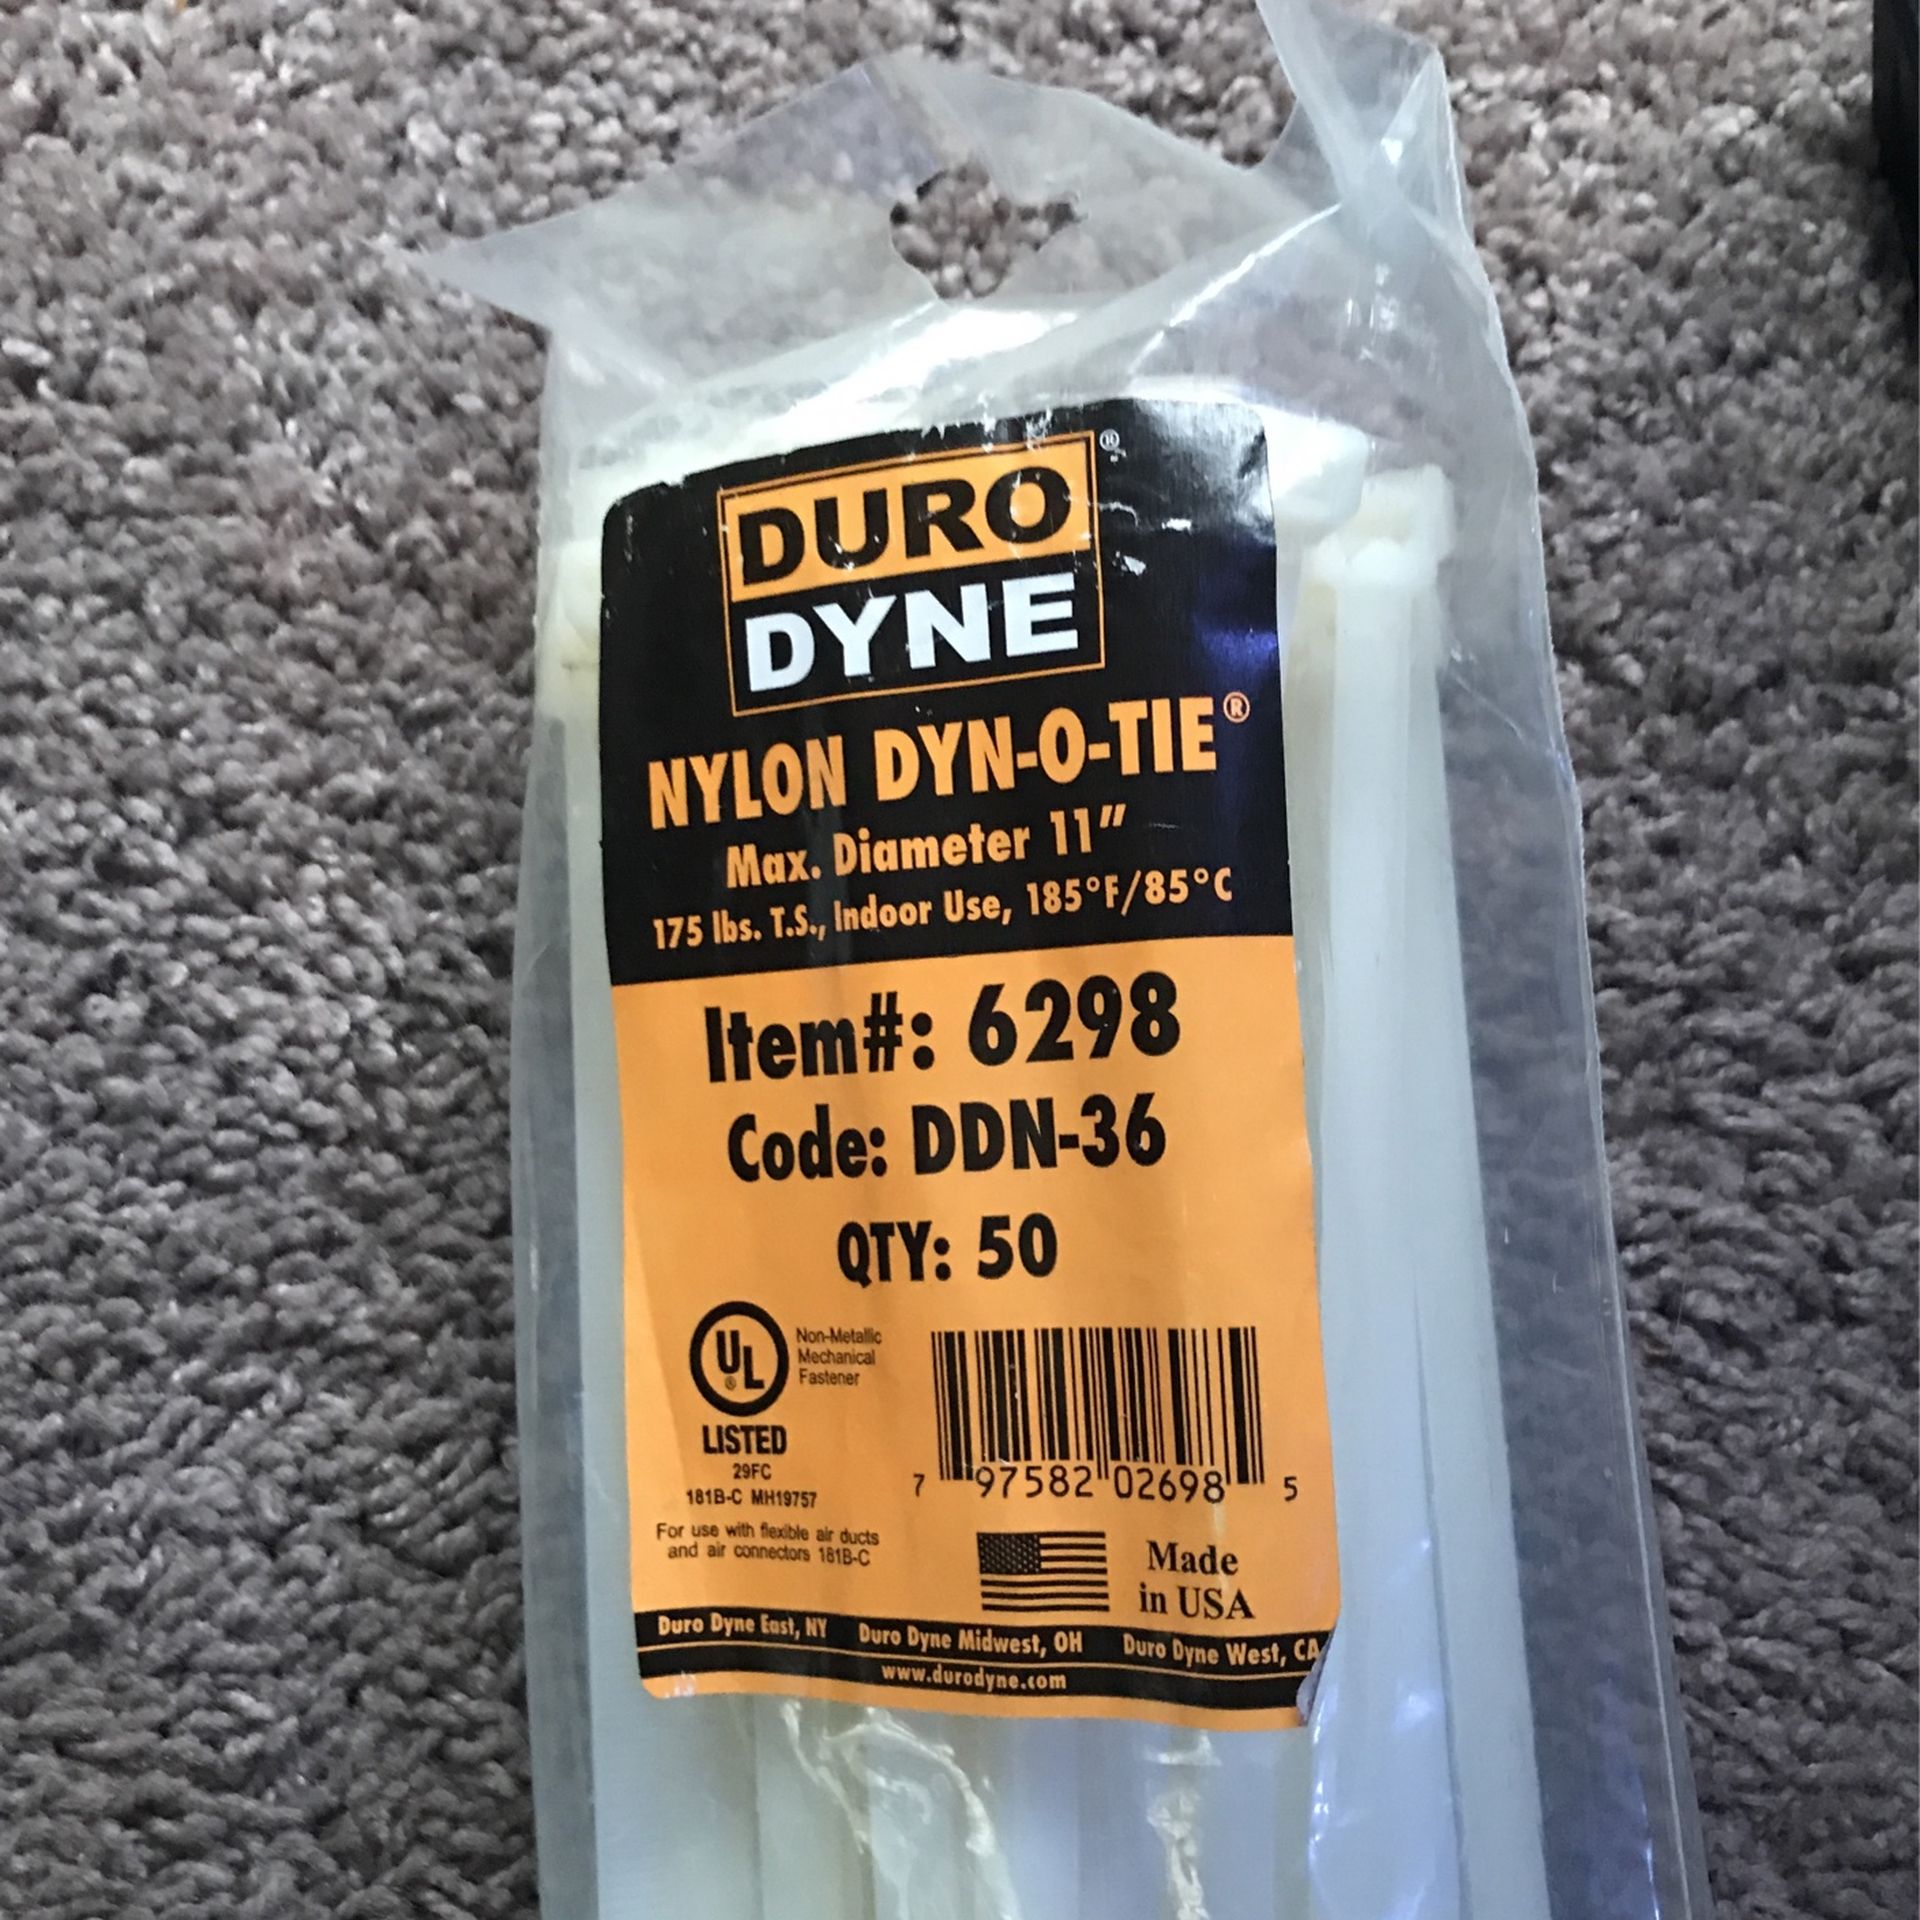 DURO ®
DYNE
NYLON DYN-O-TIE®
Max. Diameter 11"
175 lbs. T.S., Indoor Use, 185°F/85°C
Item#: 6298
Code: DDN-36
QTY: 50
UL ®
Non-Metallic
Mechanical
Fastener
LISTED
29FC
181B-C MH19757
For use with flexible air ducts
and air connectors 181B-C
7 97582 02698 5
Made
in USA
Duro Dyne East, NY Duro Dyne Midwest, OH Duro Dyne West, CA
www.durodyne.com